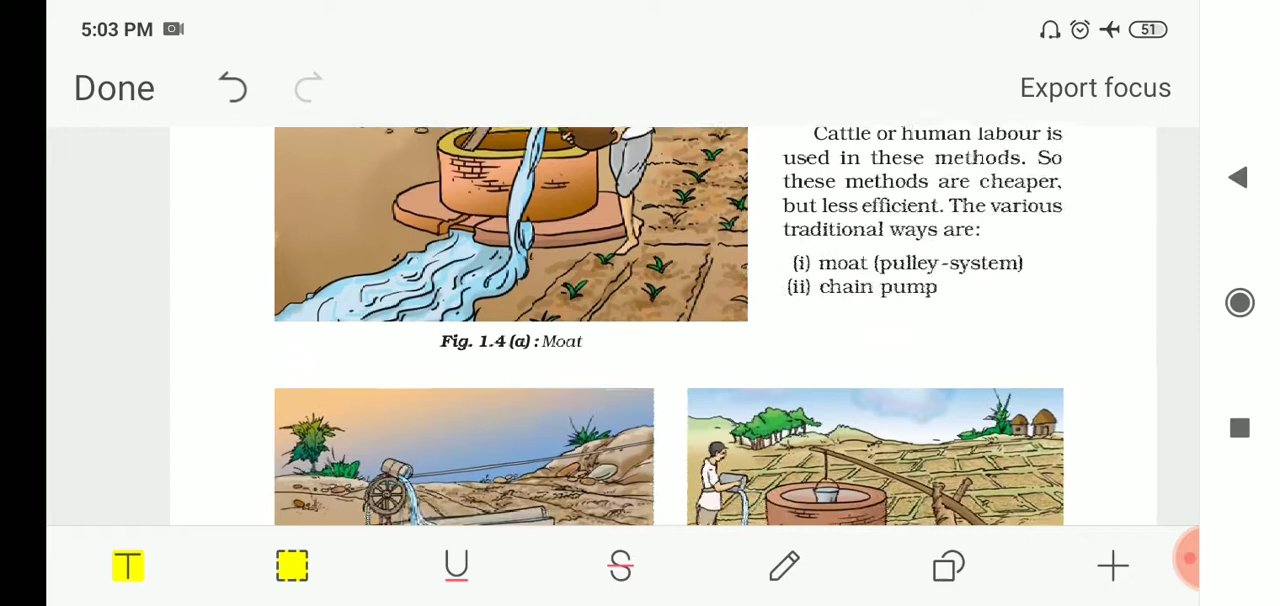 5:03 PM
51
Done
Export focus
Cattle or human labour is
used in these methods. So
these methods are cheaper,
but less efficient. The various
traditional ways are:
(i) moat (pulley-system)
(ii) chain pump
Fig. 1.4 (a) : Moat
T
U
S